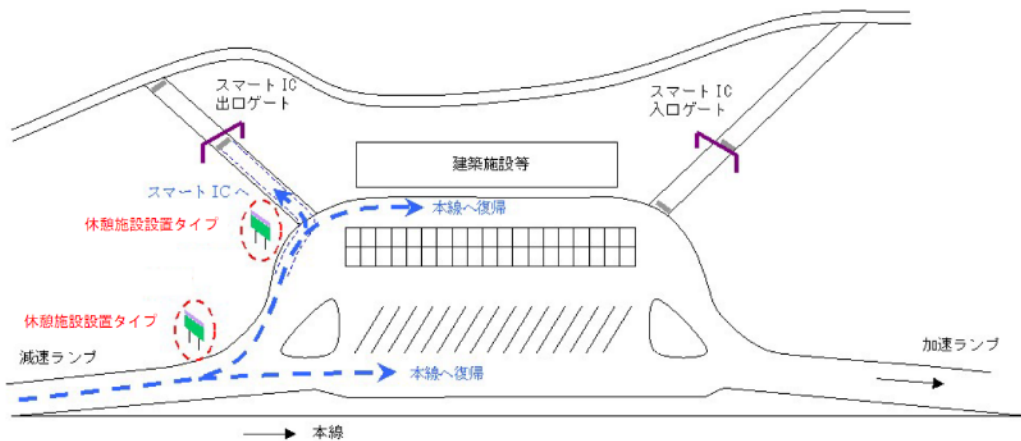 スマートIC
出口ゲート
スマートIC
入口ゲート
建築施設等
スマートICへ
本線へ復帰
休憩施設設置タイプ
休憩施設設置タイプ
減速ランプ
加速ランプ
本線へ復帰
本線